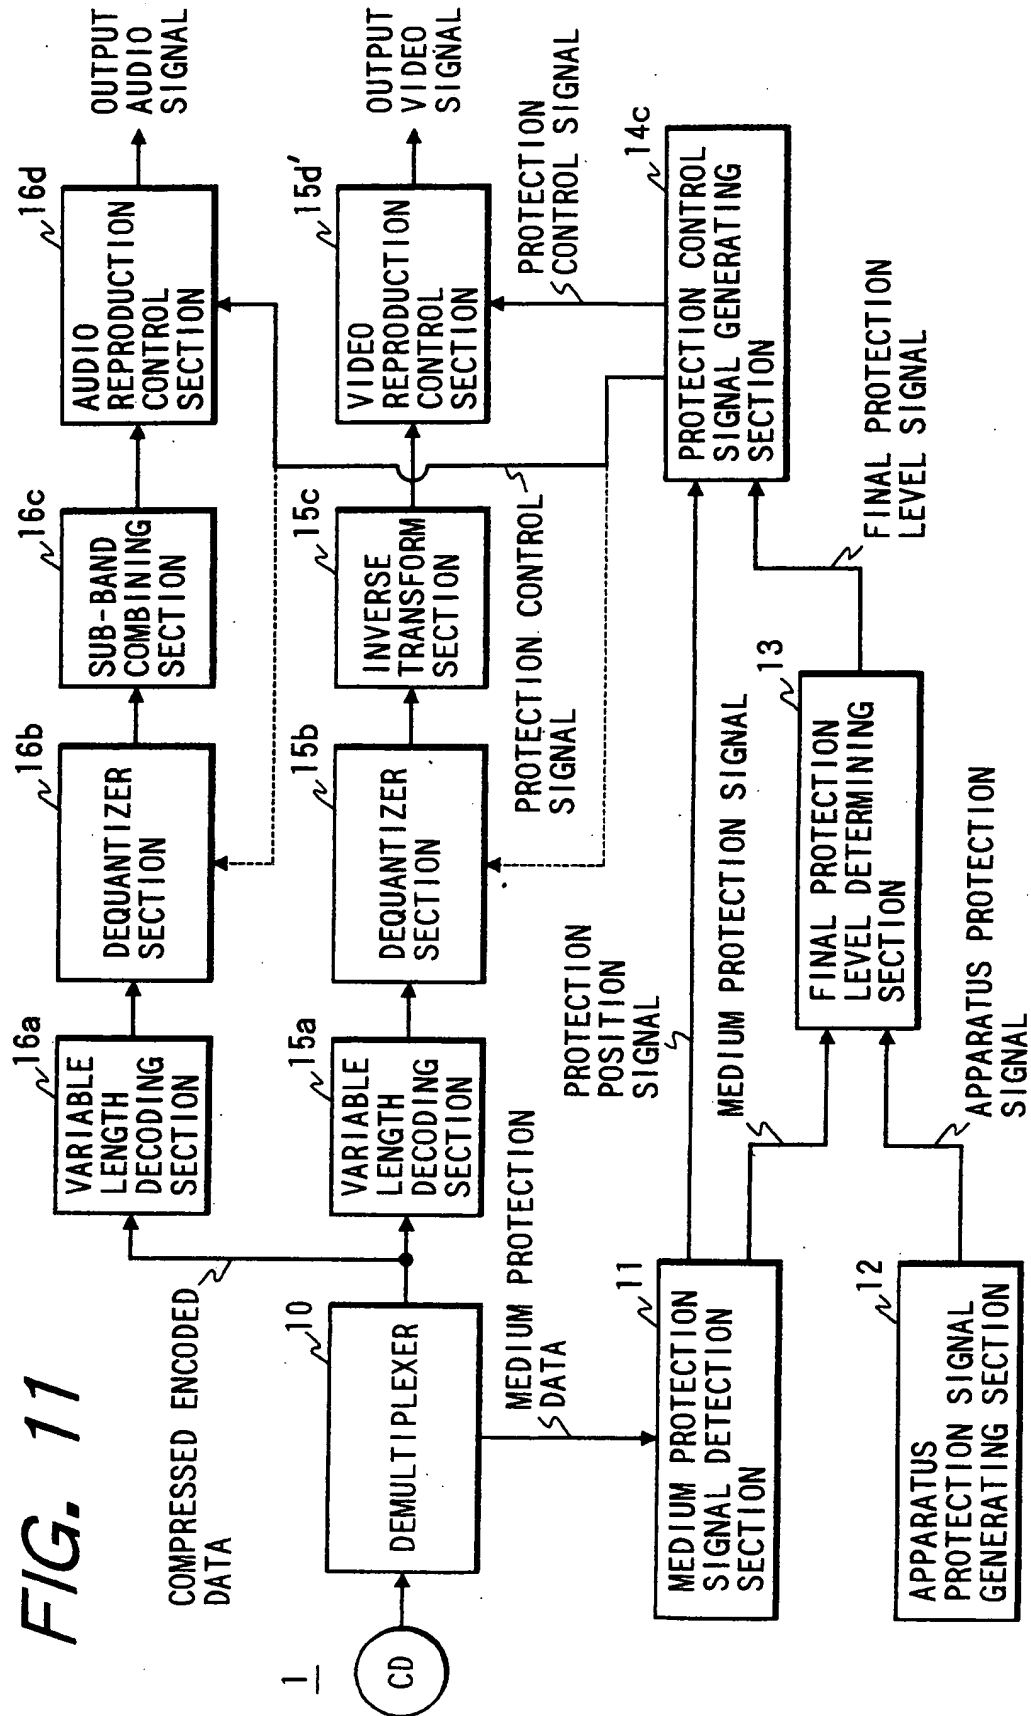 FIG. 11
1
CD
COMPRESSED ENCODED
DATA
10
DEMULTIPLEXER
MEDIUM PROTECTION
DATA
16a
VARIABLE
LENGTH
DECODING
SECTION
16b
DEQUANTIZER
SECTION
16c
SUB-BAND
COMBINING
SECTION
16d
AUDIO
REPRODUCTION
CONTROL
SECTION
OUTPUT
AUDIO
SIGNAL
15a
VARIABLE
LENGTH
DECODING
SECTION
15b
DEQUANTIZER
SECTION
15c
INVERSE
TRANSFORM
SECTION
15d'
VIDEO
REPRODUCTION
CONTROL
SECTION
OUTPUT
VIDEO
SIGNAL
PROTECTION CONTROL
SIGNAL
PROTECTION
CONTROL SIGNAL
PROTECTION
POSITION
SIGNAL
11
MEDIUM PROTECTION
SIGNAL DETECTION
SECTION
MEDIUM PROTECTION SIGNAL
12
APPARATUS
PROTECTION SIGNAL
GENERATING SECTION
APPARATUS PROTECTION
SIGNAL
13
FINAL PROTECTION
LEVEL DETERMINING
SECTION
FINAL PROTECTION
LEVEL SIGNAL
14c
PROTECTION CONTROL
SIGNAL GENERATING
SECTION